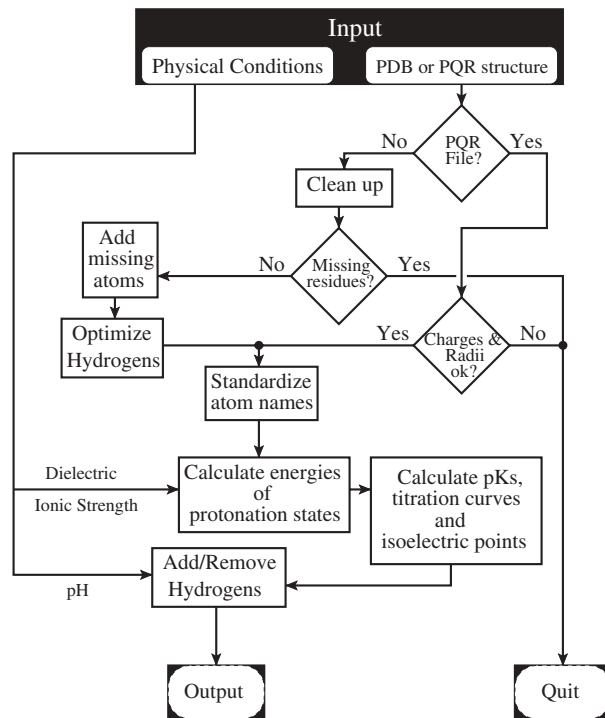 Input
Physical Conditions
PDB or PQR structure
No
PQR
File?
Yes
Clean up
Add
missing
atoms
No
Missing
residues?
Yes
Optimize
Hydrogens
Yes
Charges &
Radii
ok?
No
Standardize
atom names
Dielectric
Ionic Strength
Calculate energies
of
protonation states
Calculate pKs,
titration curves
and
isoelectric points
pH
Add/Remove
Hydrogens
Output
Quit